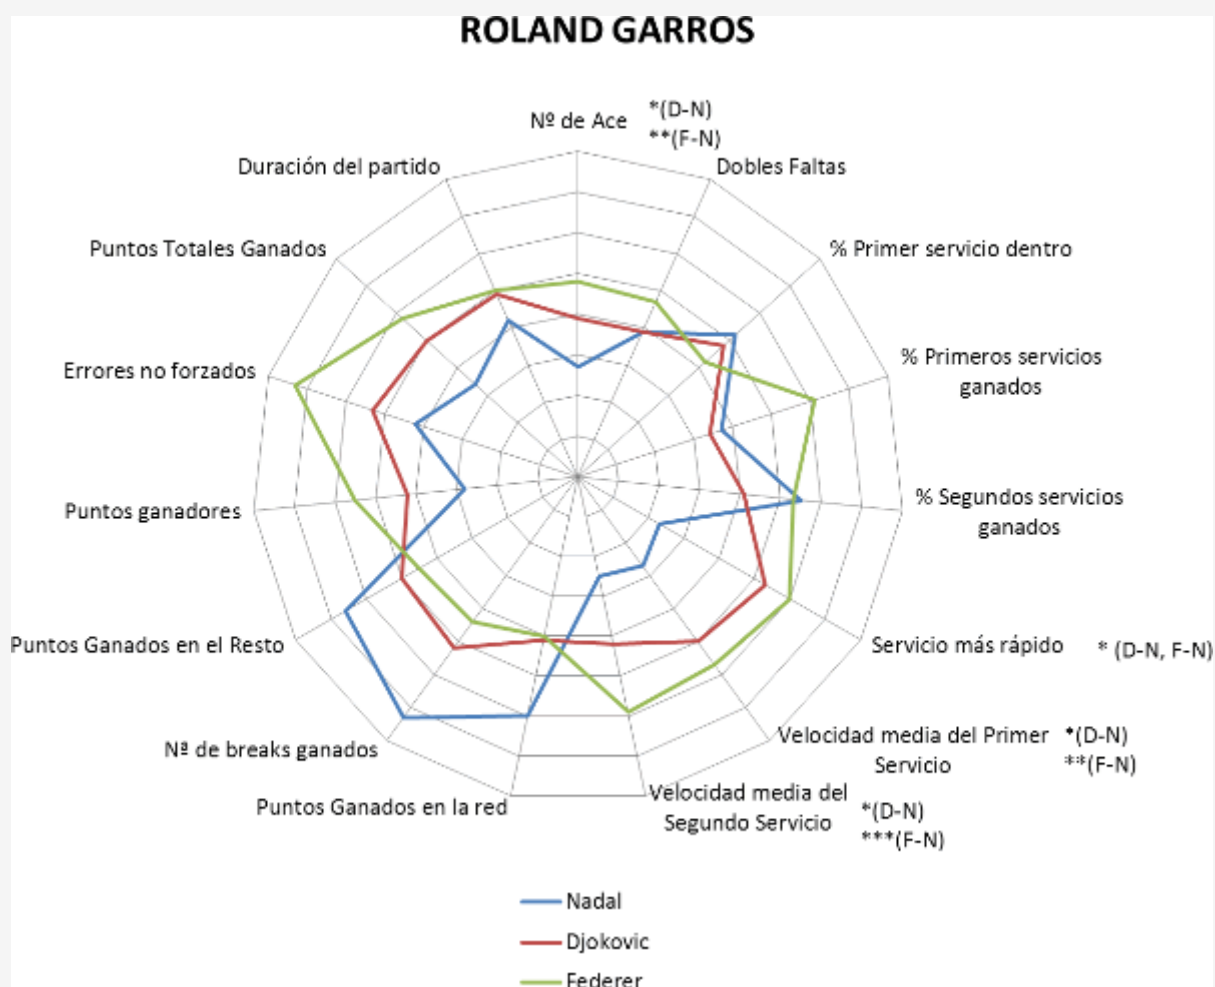 ROLAND GARROS
Nº de Ace
*(D-N)
**(F-N)
Dobles Faltas
% Primer servicio dentro
% Primeros servicios
ganados
% Segundos servicios
ganados
Servicio más rápido
* (D-N, F-N)
Velocidad media del Primer
Servicio
*(D-N)
**(F-N)
Velocidad media del
Segundo Servicio
*(D-N)
***(F-N)
Puntos Ganados en la red
Nª de breaks ganados
Puntos Ganados en el Resto
Puntos ganadores
Errores no forzados
Puntos Totales Ganados
Duración del partido
Nadal
Djokovic
Federer